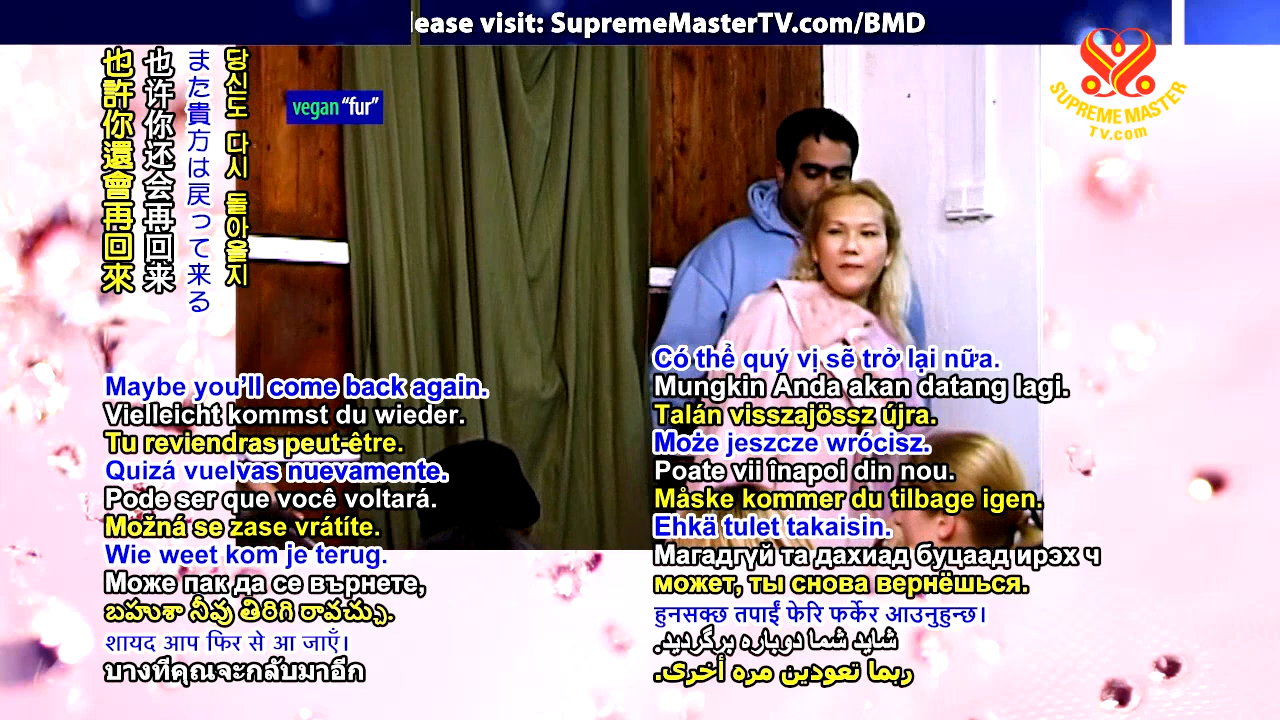 lease visit: SupremeMasterTV.com/BMD
SUPREME MASTER
TV.com
vegan “fur”
也許你還會再回來
也许你还会再回来
また貴方は戻って来る
당신도 다시 돌아올지
Maybe you’ll come back again.
Vielleicht kommst du wieder.
Tu reviendras peut-être.
Quizá vuelvas nuevamente.
Pode ser que você voltará.
Možná se zase vrátíte.
Wie weet kom je terug.
Може пак да се върнете,
బహుశా నీవు తిరిగి రావచ్చు.
शायद आप फिर से आ जाएँ।
บางทีคุณจะกลับมาอีก
Có thể quý vị sẽ trở lại nữa.
Mungkin Anda akan datang lagi.
Talán visszajössz újra.
Może jeszcze wrócisz.
Poate vii înapoi din nou.
Måske kommer du tilbage igen.
Ehkä tulet takaisin.
Магадгүй та дахиад буцаад ирэх ч
может, ты снова вернёшься.
हुनसक्छ तपाईं फेरि फर्केर आउनुहुन्छ।
شاید شما دوباره برگردید.
ربما تعودين مره أخرى.